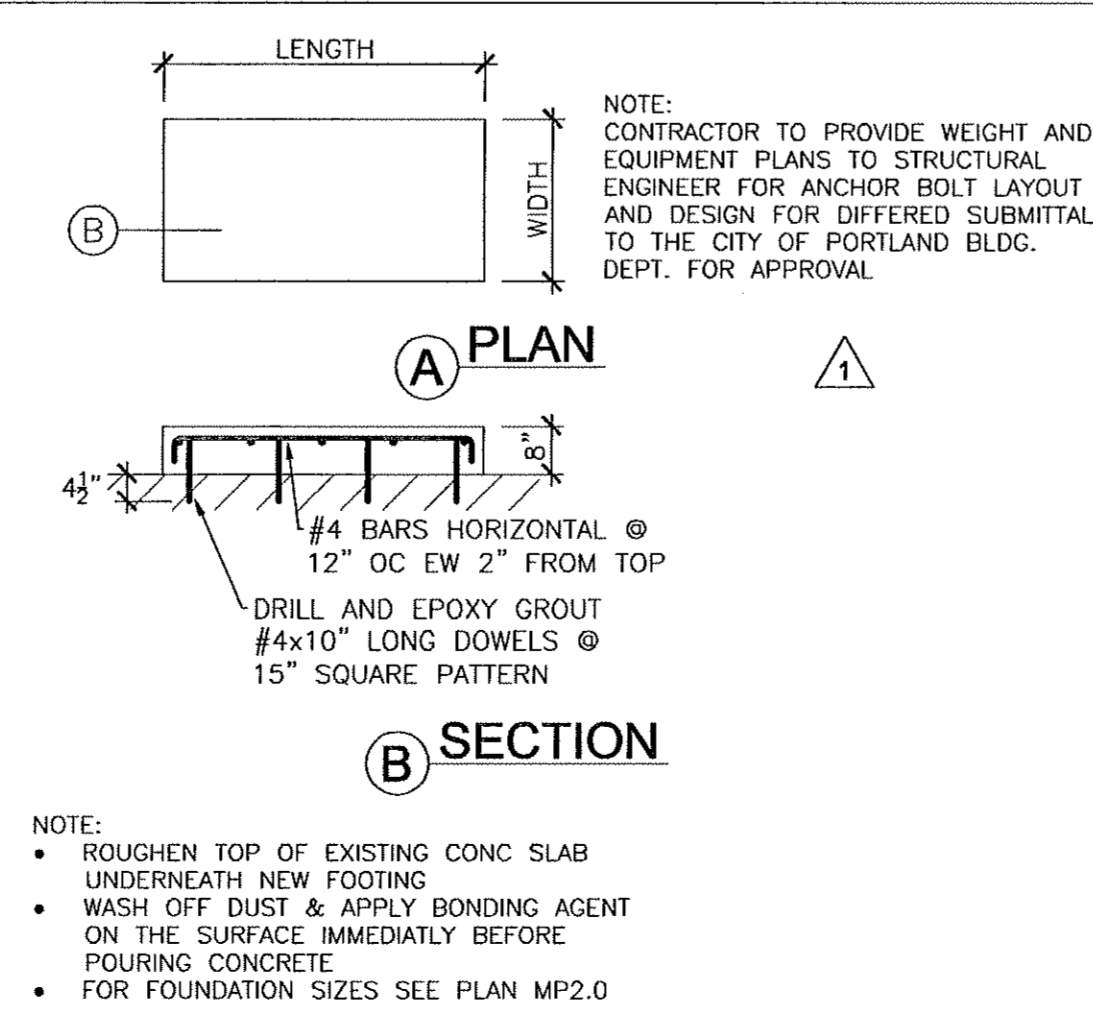 LENGTH
WIDTH
B
NOTE:
CONTRACTOR TO PROVIDE WEIGHT AND
EQUIPMENT PLANS TO STRUCTURAL
ENGINEER FOR ANCHOR BOLT LAYOUT
AND DESIGN FOR DIFFERED SUBMITTAL
TO THE CITY OF PORTLAND BLDG.
DEPT. FOR APPROVAL
A PLAN
1
8"
4½"
#4 BARS HORIZONTAL @
12" OC EW 2" FROM TOP
DRILL AND EPOXY GROUT
#4x10" LONG DOWELS @
15" SQUARE PATTERN
B SECTION
NOTE:
• ROUGHEN TOP OF EXISTING CONC SLAB
UNDERNEATH NEW FOOTING
• WASH OFF DUST & APPLY BONDING AGENT
ON THE SURFACE IMMEDIATLY BEFORE
POURING CONCRETE
• FOR FOUNDATION SIZES SEE PLAN MP2.0